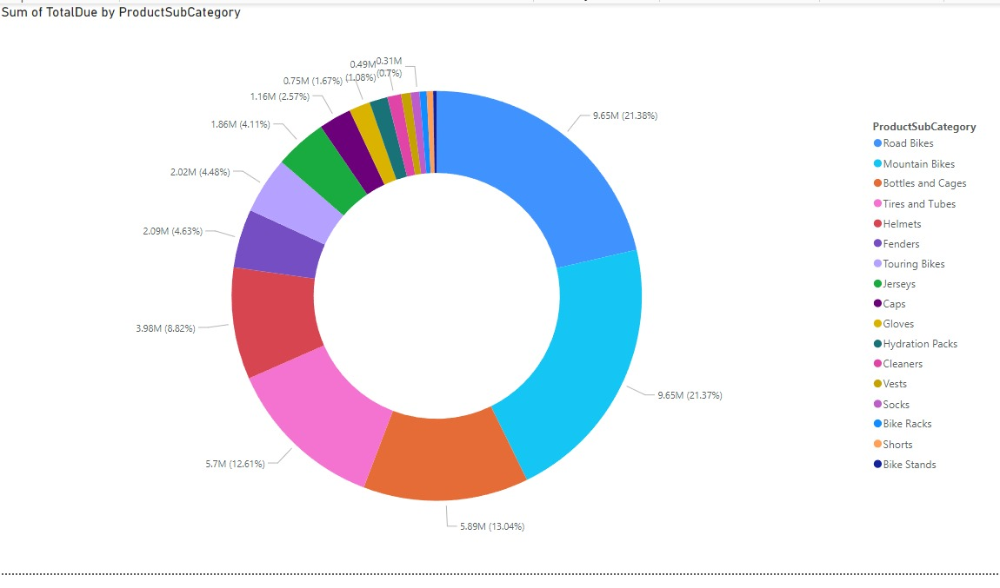 Sum of TotalDue by ProductSubCategory
0.49M
(1.08%)
0.31M
(0.7%)
0.75M (1.67%)
1.16M (2.57%)
1.86M (4.11%)
2.02M (4.48%)
2.09M (4.63%)
3.98M (8.82%)
5.7M (12.61%)
5.89M (13.04%)
9.65M (21.37%)
9.65M (21.38%)
ProductSubCategory
Road Bikes
Mountain Bikes
Bottles and Cages
Tires and Tubes
Helmets
Fenders
Touring Bikes
Jerseys
Caps
Gloves
Hydration Packs
Cleaners
Vests
Socks
Bike Racks
Shorts
Bike Stands